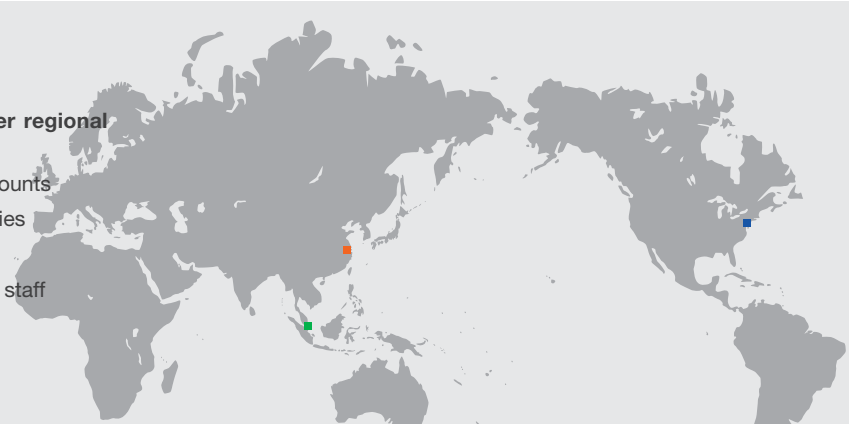 er regional
ounts
ies
staff